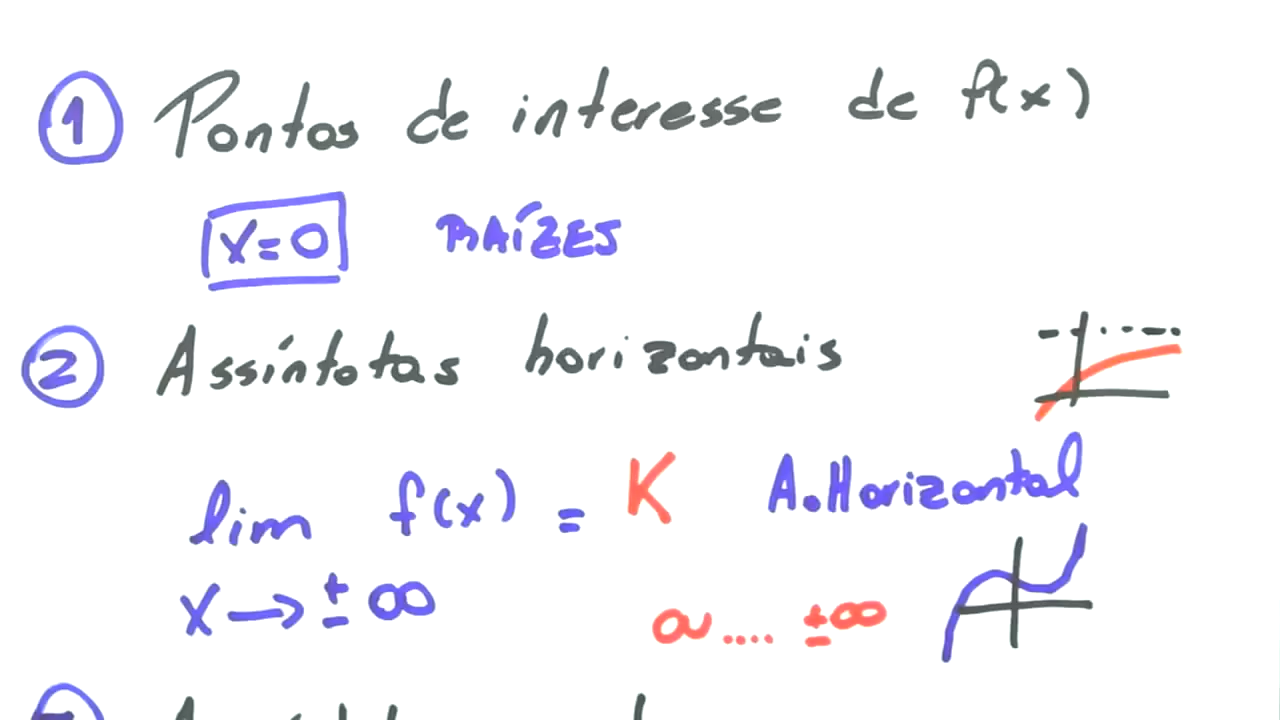 1 Pontos de interesse de f(x)
x=0 RAÍZES
2 Assíntotas horizontais
lim f(x) = K A.Horizontal
x → ± ∞ ou .... ±∞